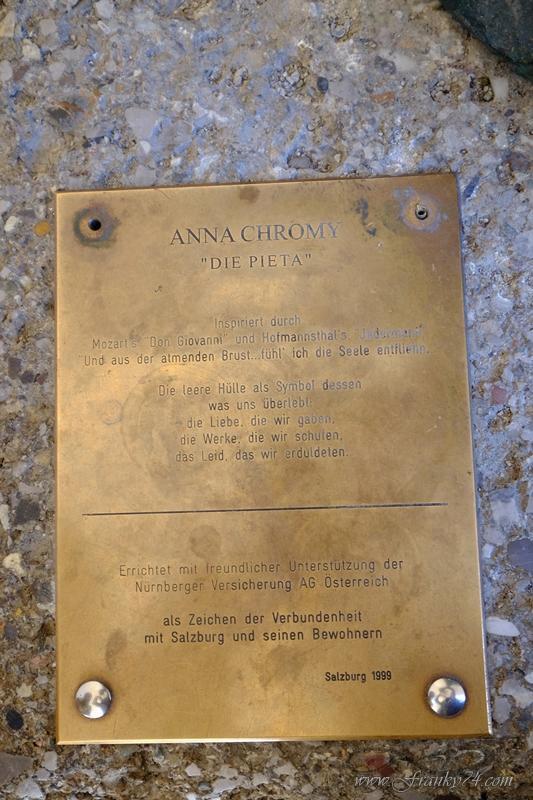 ANNA CHROMY
"DIE PIETA"
Inspiriert durch
Mozart's "Don Giovanni" und Hofmannsthal's "Jedermann"
Und aus der atmenden Brust...fühl' ich die Seele entfliehn.
Die leere Hülle als Symbol dessen
was uns überlebt:
die Liebe, die wir gaben,
die Werke, die wir schufen,
das Leid, das wir erduldeten.
Errichtet mit freundlicher Unterstützung der
Nürnberger Versicherung AG Österreich
als Zeichen der Verbundenheit
mit Salzburg und seinen Bewohnern
Salzburg 1999
www.Franky74.com